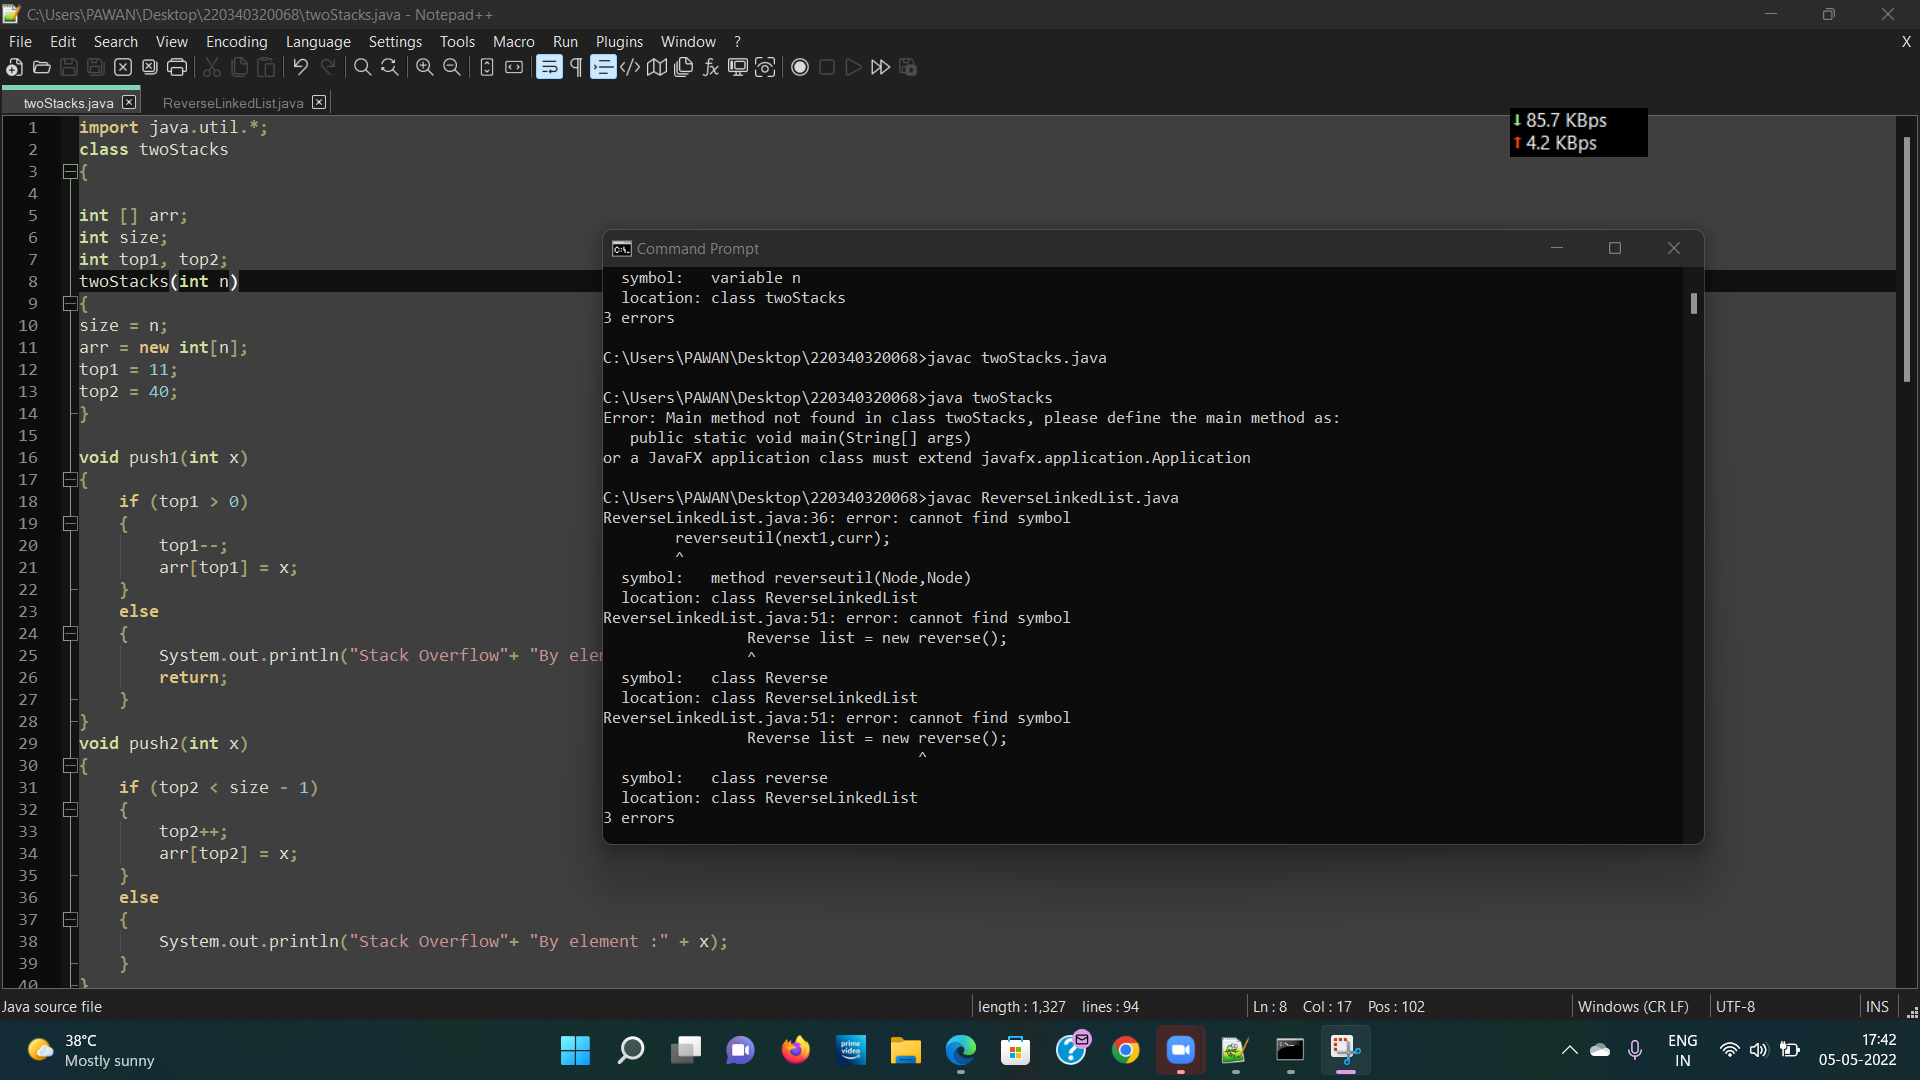 C:\Users\PAWAN\Desktop\220340320068\twoStacks.java - Notepad++
File Edit Search View Encoding Language Settings Tools Macro Run Plugins Window ? X
twoStacks.java ReverseLinkedList.java
85.7 KBps
4.2 KBps
1 import java.util.*;
2 class twoStacks
3 {
4
5 int [] arr;
6 int size;
7 int top1, top2;
8 twoStacks(int n)
9 {
10 size = n;
11 arr = new int[n];
12 top1 = 11;
13 top2 = 40;
14 }
15
16 void push1(int x)
17 {
18 if (top1 > 0)
19 {
20 top1--;
21 arr[top1] = x;
22 }
23 else
24 {
25 System.out.println("Stack Overflow"+ "By
26 return;
27 }
28 }
29 void push2(int x)
30 {
31 if (top2 < size - 1)
32 {
33 top2++;
34 arr[top2] = x;
35 }
36 else
37 {
38 System.out.println("Stack Overflow"+ "By element :" + x);
39 }
40 }
Command Prompt
symbol: variable n
location: class twoStacks
3 errors
C:\Users\PAWAN\Desktop\220340320068>javac twoStacks.java
C:\Users\PAWAN\Desktop\220340320068>java twoStacks
Error: Main method not found in class twoStacks, please define the main method as:
public static void main(String[] args)
or a JavaFX application class must extend javafx.application.Application
C:\Users\PAWAN\Desktop\220340320068>javac ReverseLinkedList.java
ReverseLinkedList.java:36: error: cannot find symbol
reverseutil(next1,curr);
^
symbol: method reverseutil(Node,Node)
location: class ReverseLinkedList
ReverseLinkedList.java:51: error: cannot find symbol
Reverse list = new reverse();
^
symbol: class Reverse
location: class ReverseLinkedList
ReverseLinkedList.java:51: error: cannot find symbol
Reverse list = new reverse();
^
symbol: class reverse
location: class ReverseLinkedList
3 errors
Java source file length : 1,327 lines : 94 Ln : 8 Col : 17 Pos : 102 Windows (CR LF) UTF-8 INS
38°C
Mostly sunny
prime video
ENG
IN
17:42
05-05-2022